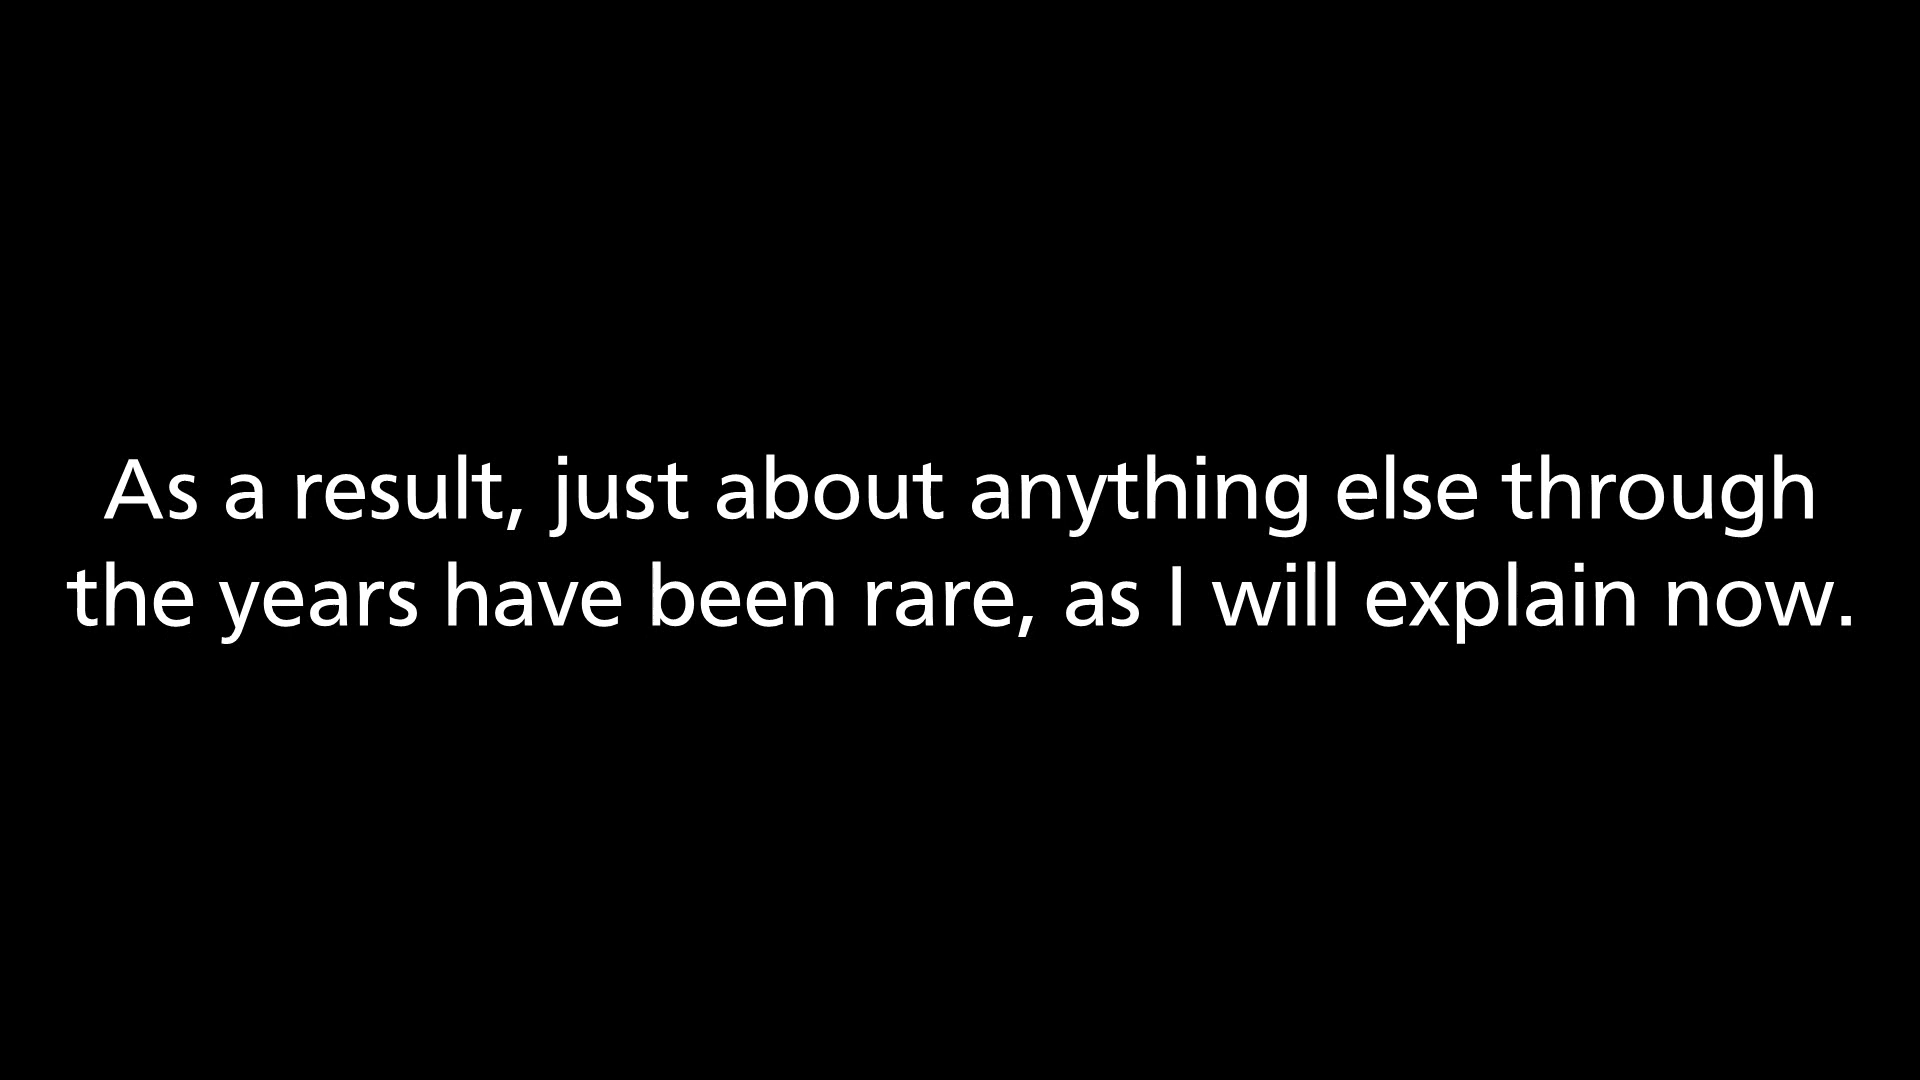 As a result, just about anything else through
the years have been rare, as I will explain now.